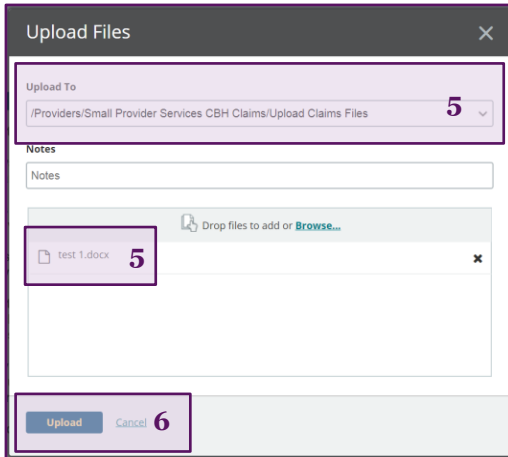 Upload Files
Upload To
/Providers/Small Provider Services CBH Claims/Upload Claims Files
5
Notes
Notes
Drop files to add or Browse...
test 1.docx
5
Upload Cancel 6